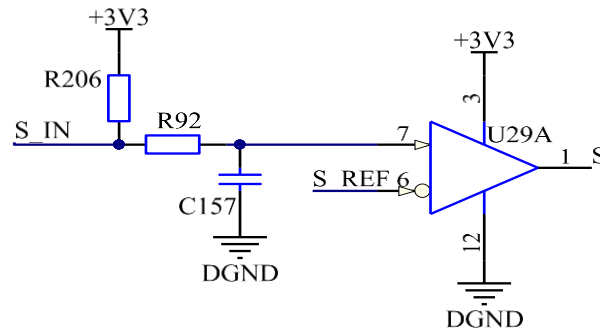 +3V3
+3V3
R206
3
S_IN
R92
7
U29A
1
S
S_REF
6
C157
12
DGND
DGND